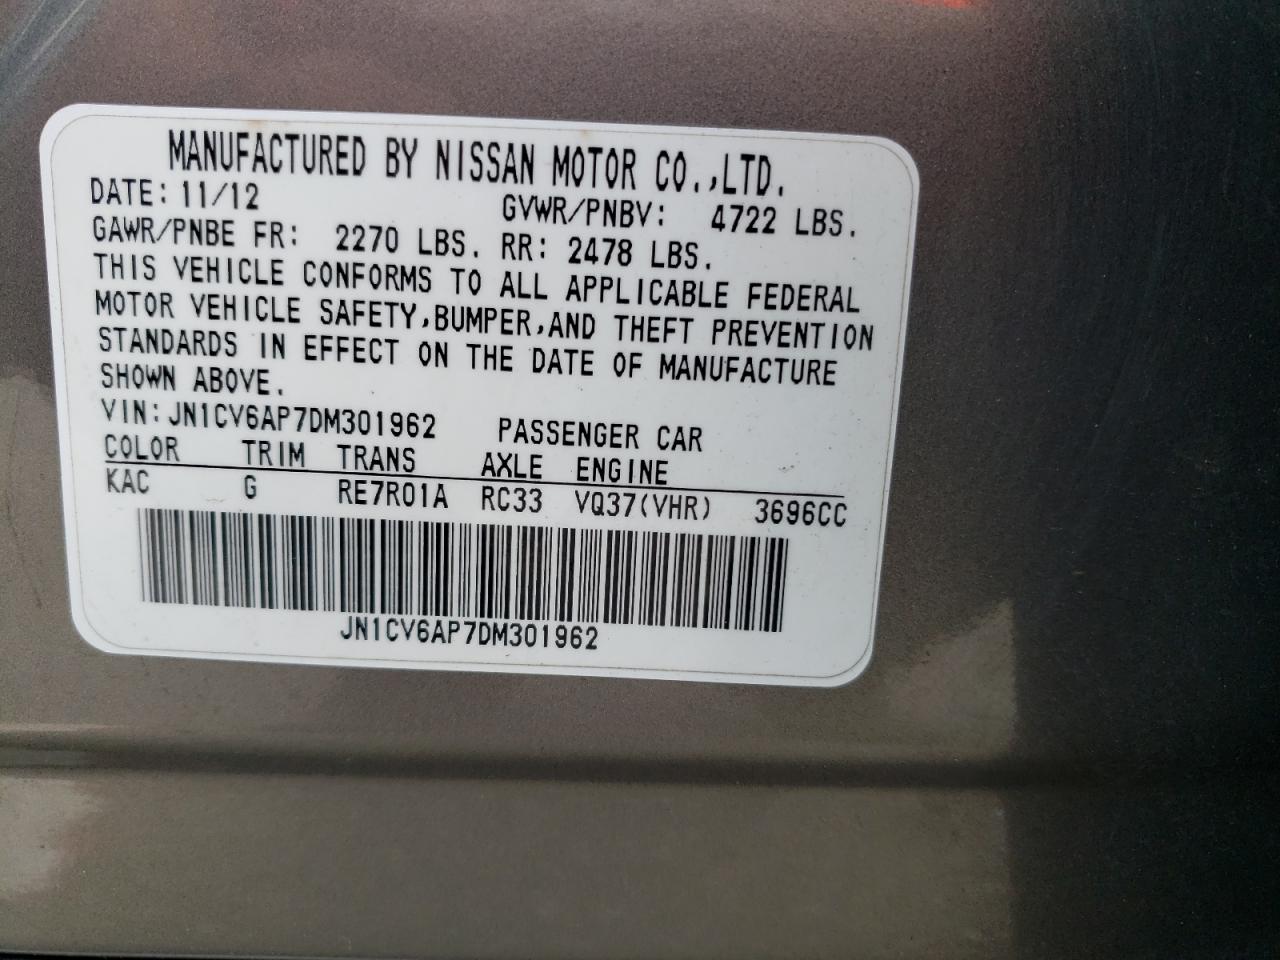 MANUFACTURED BY NISSAN MOTOR CO.,LTD.
DATE: 11/12 GVWR/PNBV: 4722 LBS.
GAWR/PNBE FR: 2270 LBS. RR: 2478 LBS.
THIS VEHICLE CONFORMS TO ALL APPLICABLE FEDERAL
MOTOR VEHICLE SAFETY,BUMPER,AND THEFT PREVENTION
STANDARDS IN EFFECT ON THE DATE OF MANUFACTURE
SHOWN ABOVE.
VIN:JN1CV6AP7DM301962 PASSENGER CAR
COLOR TRIM TRANS AXLE ENGINE
KAC G RE7R01A RC33 VQ37(VHR) 3696CC
JN1CV6AP7DM301962